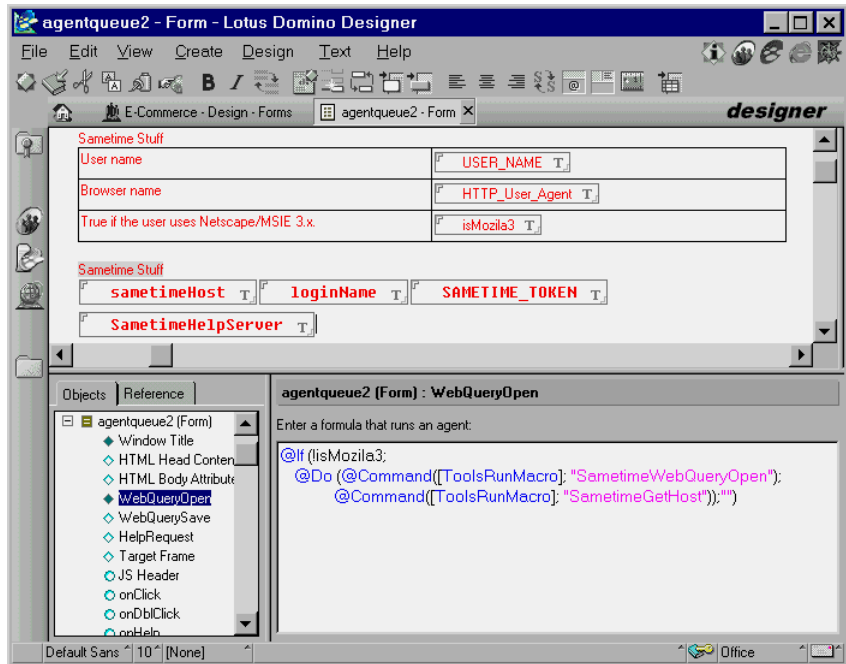 agentqueue2 - Form - Lotus Domino Designer
File Edit View Create Design Text Help
B I
E-Commerce - Design - Forms agentqueue2 - Form designer
Sametime Stuff
User name USER_NAME T
Browser name HTTP_User_Agent T
True if the user uses Netscape/MSIE 3.x. isMozila3 T
Sametime Stuff
sametimeHost T loginName T SAMETIME_TOKEN T
SametimeHelpServer T
Objects Reference
agentqueue2 (Form)
Window Title
HTML Head Conten
HTML Body Attribute
WebQueryOpen
WebQuerySave
HelpRequest
Target Frame
JS Header
onClick
onDblClick
onHelp
agentqueue2 (Form) : WebQueryOpen
Enter a formula that runs an agent:
@If (!isMozila3;
@Do (@Command([ToolsRunMacro]; "SametimeWebQueryOpen");
@Command([ToolsRunMacro]; "SametimeGetHost"));"")
Default Sans 10 [None] Office